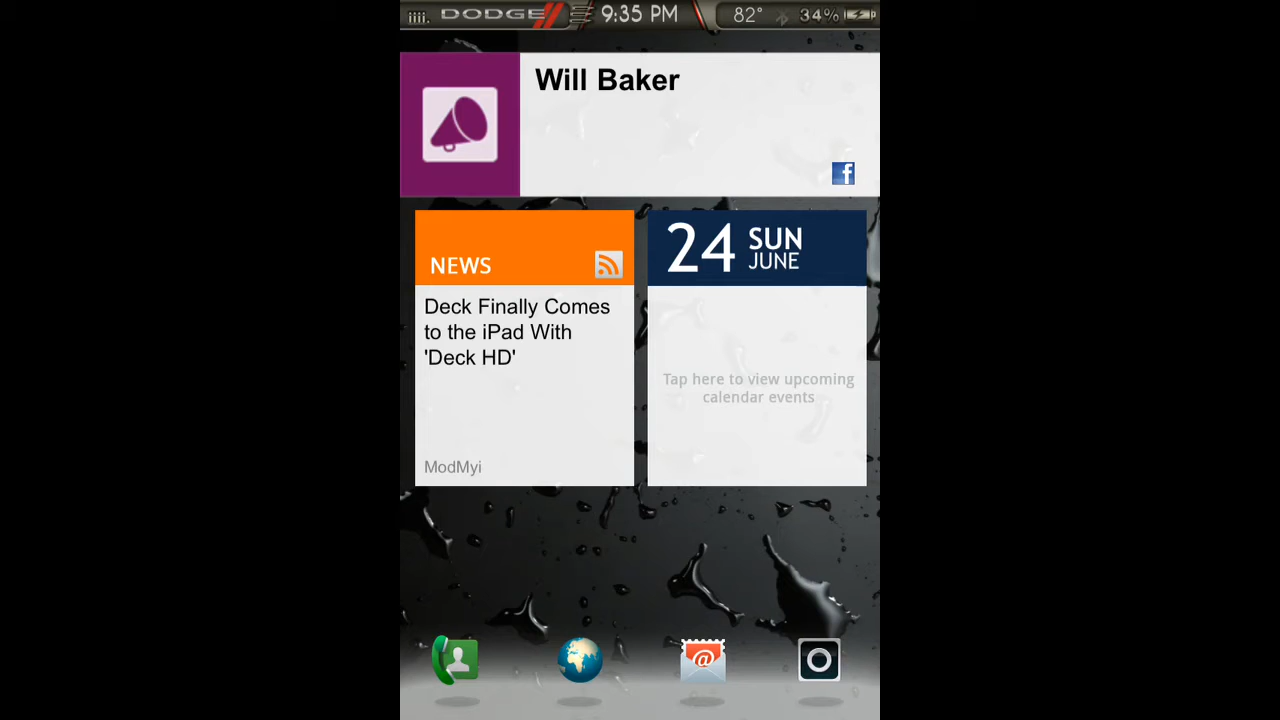 DODGE 9:35 PM 82° 34%
Will Baker
f
NEWS
Deck Finally Comes
to the iPad With
'Deck HD'
ModMyi
24 SUN
JUNE
Tap here to view upcoming
calendar events
@